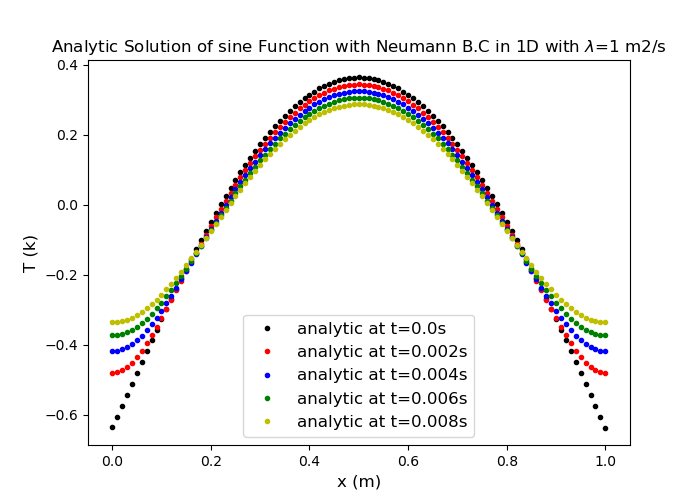 Analytic Solution of sine Function with Neumann B.C in 1D with λ=1 m2/s
0.4
0.2
0.0
−0.2
−0.4
−0.6
T (k)
analytic at t=0.0s
analytic at t=0.002s
analytic at t=0.004s
analytic at t=0.006s
analytic at t=0.008s
0.0 0.2 0.4 0.6 0.8 1.0
x (m)